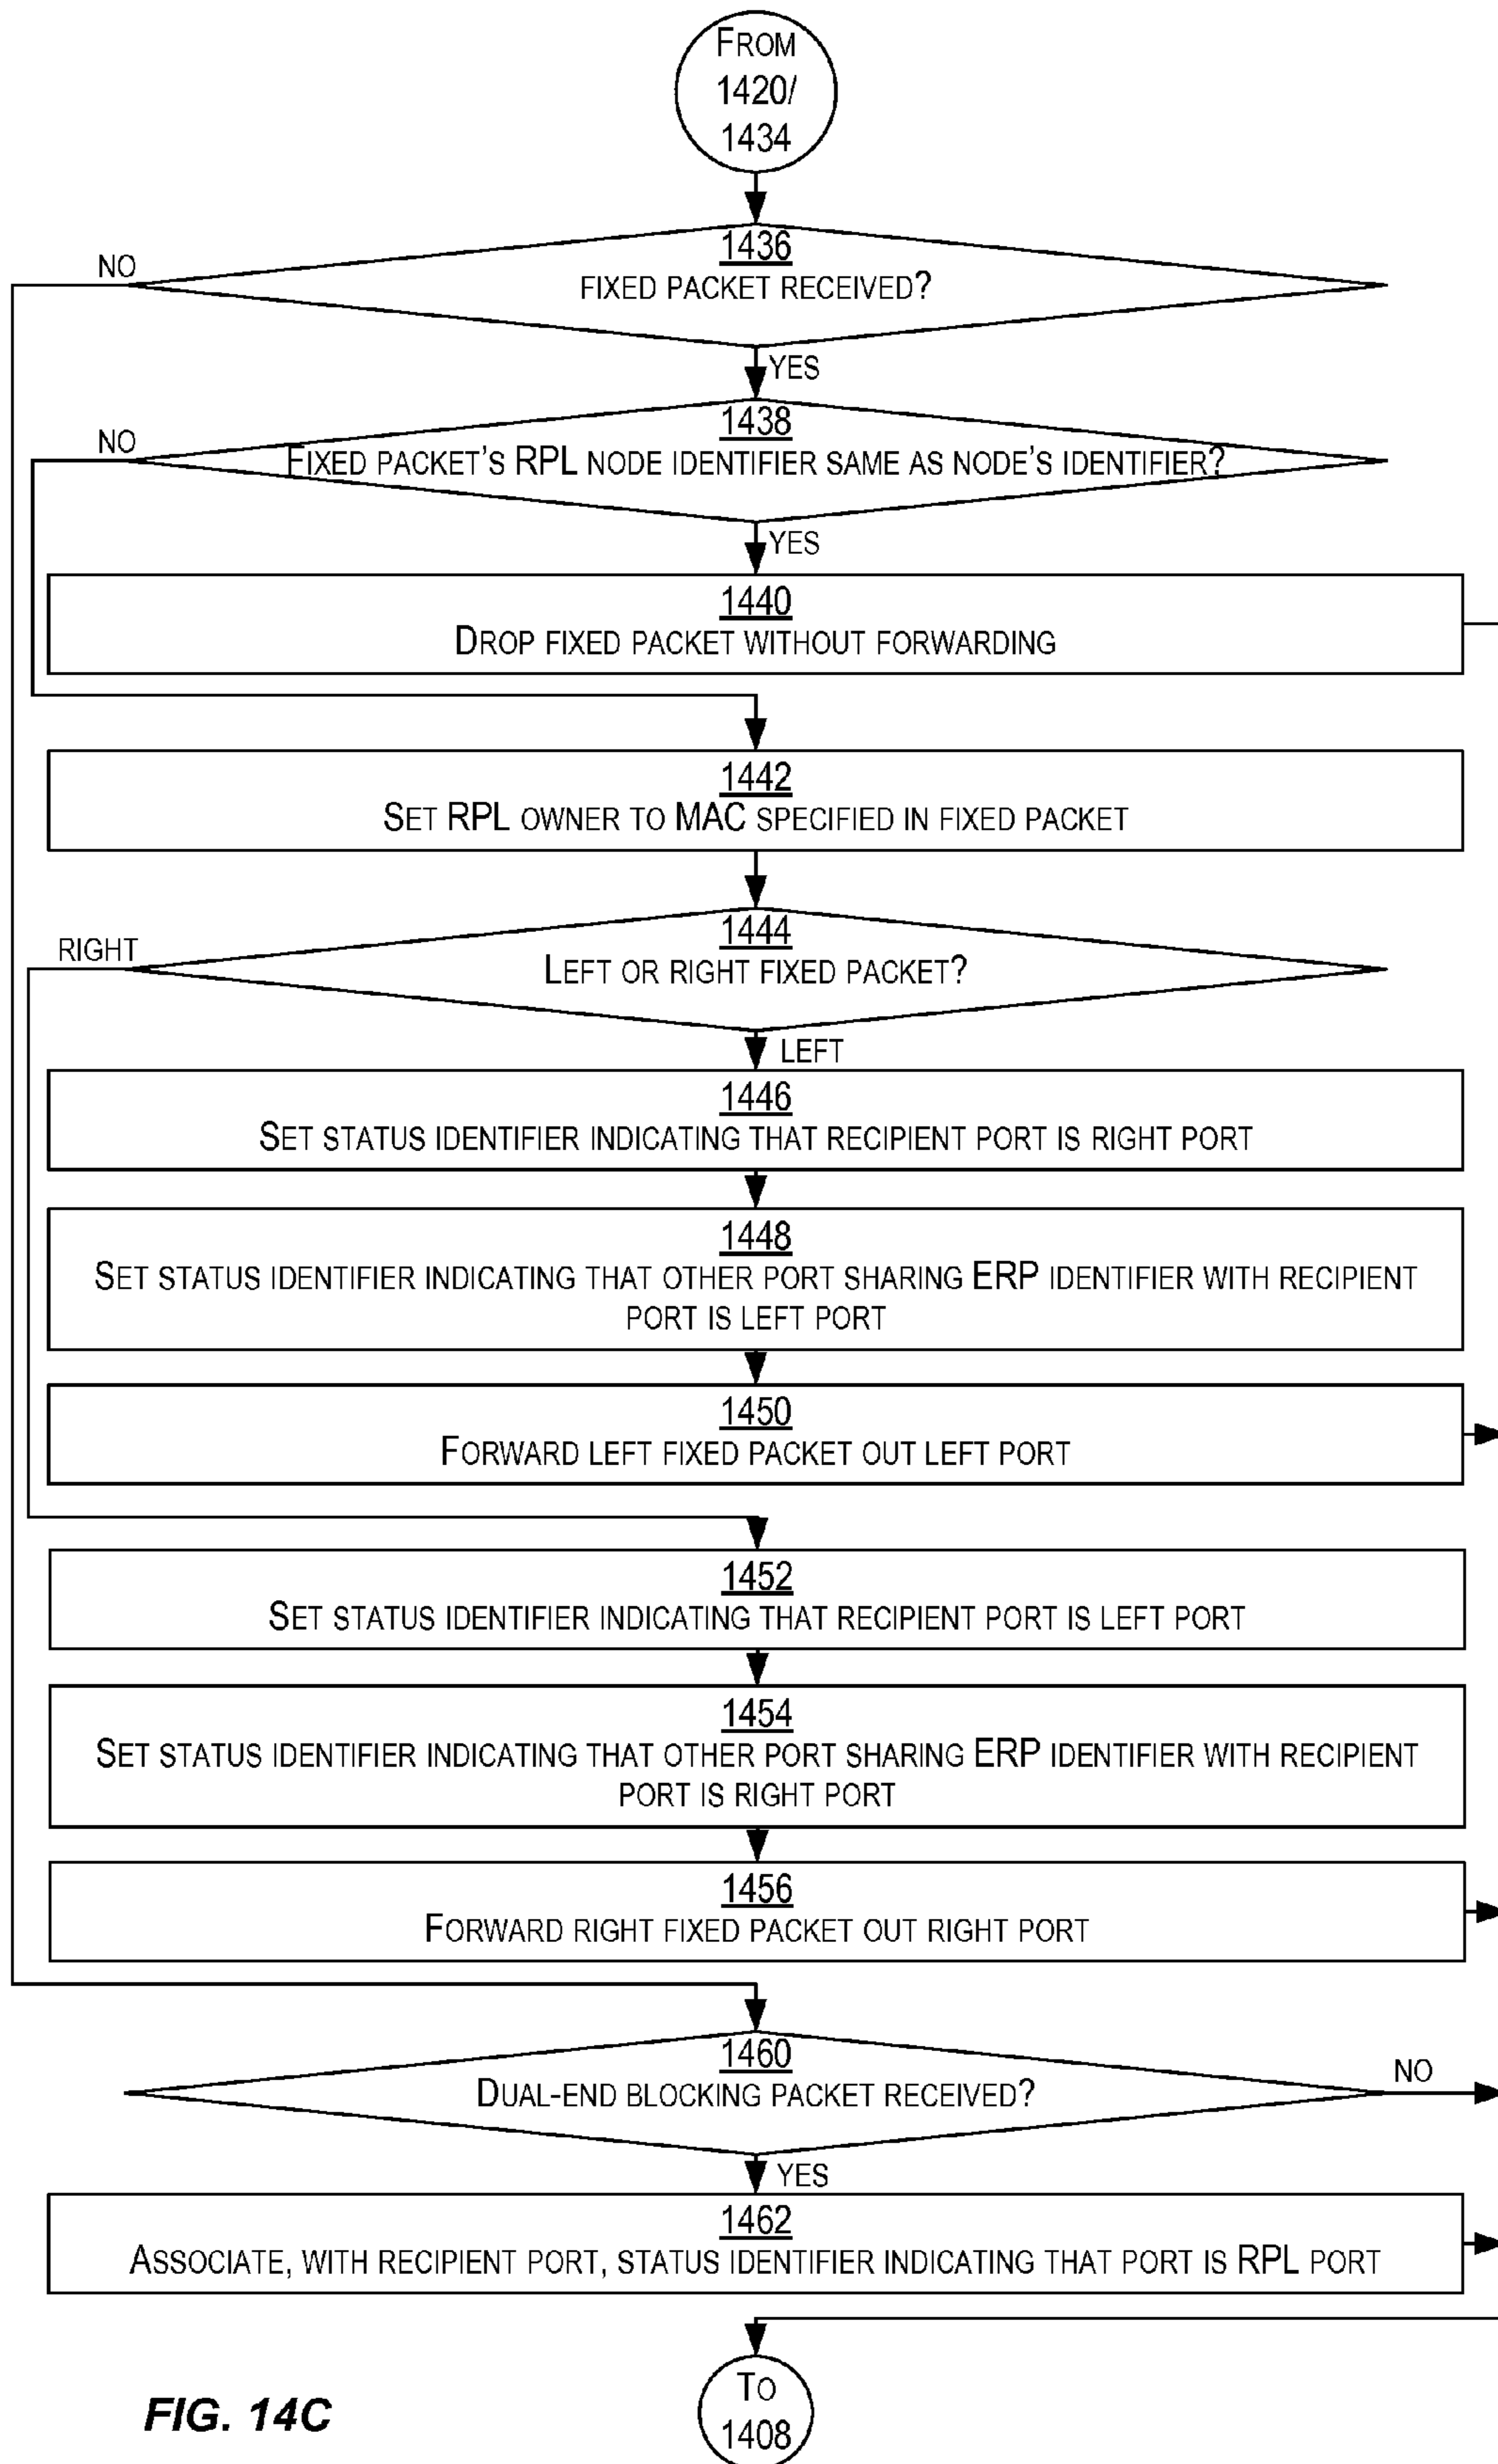 FROM
1420/
1434
1436
NO
FIXED PACKET RECEIVED?
YES
1438
NO
FIXED PACKET'S RPL NODE IDENTIFIER SAME AS NODE'S IDENTIFIER?
YES
1440
DROP FIXED PACKET WITHOUT FORWARDING
1442
SET RPL OWNER TO MAC SPECIFIED IN FIXED PACKET
1444
RIGHT
LEFT OR RIGHT FIXED PACKET?
LEFT
1446
SET STATUS IDENTIFIER INDICATING THAT RECIPIENT PORT IS RIGHT PORT
1448
SET STATUS IDENTIFIER INDICATING THAT OTHER PORT SHARING ERP IDENTIFIER WITH RECIPIENT
PORT IS LEFT PORT
1450
FORWARD LEFT FIXED PACKET OUT LEFT PORT
1452
SET STATUS IDENTIFIER INDICATING THAT RECIPIENT PORT IS LEFT PORT
1454
SET STATUS IDENTIFIER INDICATING THAT OTHER PORT SHARING ERP IDENTIFIER WITH RECIPIENT
PORT IS RIGHT PORT
1456
FORWARD RIGHT FIXED PACKET OUT RIGHT PORT
1460
NO
DUAL-END BLOCKING PACKET RECEIVED?
YES
1462
ASSOCIATE, WITH RECIPIENT PORT, STATUS IDENTIFIER INDICATING THAT PORT IS RPL PORT
TO
1408
FIG. 14C